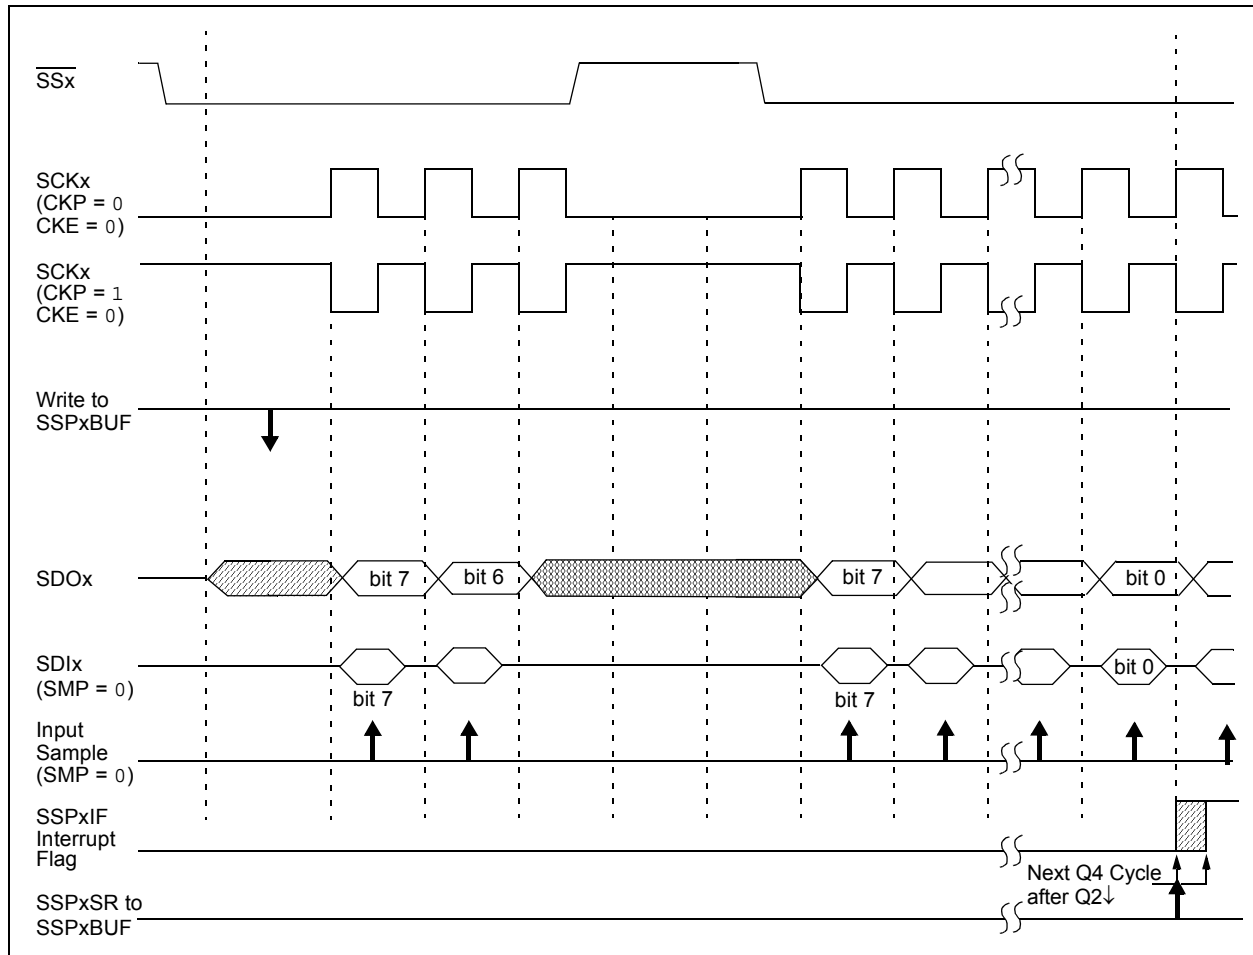 SSx
SCKx
(CKP = 0
CKE = 0)
SCKx
(CKP = 1
CKE = 0)
Write to
SSPxBUF
SDOx
bit 7
bit 6
bit 7
bit 0
SDIx
(SMP = 0)
bit 0
bit 7
bit 7
Input
Sample
(SMP = 0)
SSPxIF
Interrupt
Flag
Next Q4 Cycle
after Q2↓
SSPxSR to
SSPxBUF